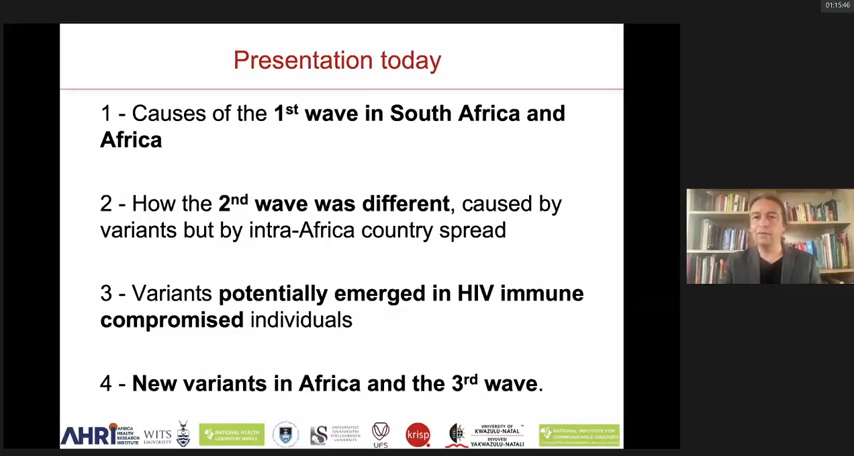 01:15:46
Presentation today
1 - Causes of the 1st wave in South Africa and
Africa
2 - How the 2nd wave was different, caused by
variants but by intra-Africa country spread
3 - Variants potentially emerged in HIV immune
compromised individuals
4 - New variants in Africa and the 3rd wave.
AHRI
AFRICA
HEALTH
RESEARCH
INSTITUTE
WITS
UNIVERSITY
NATIONAL HEALTH
LABORATORY SERVICE
UFS
krisp
UNIVERSITY OF
KWAZULU-NATAL
INYUVESI
YAKWAZULU-NATALI
NATIONAL INSTITUTE FOR
COMMUNICABLE DISEASES